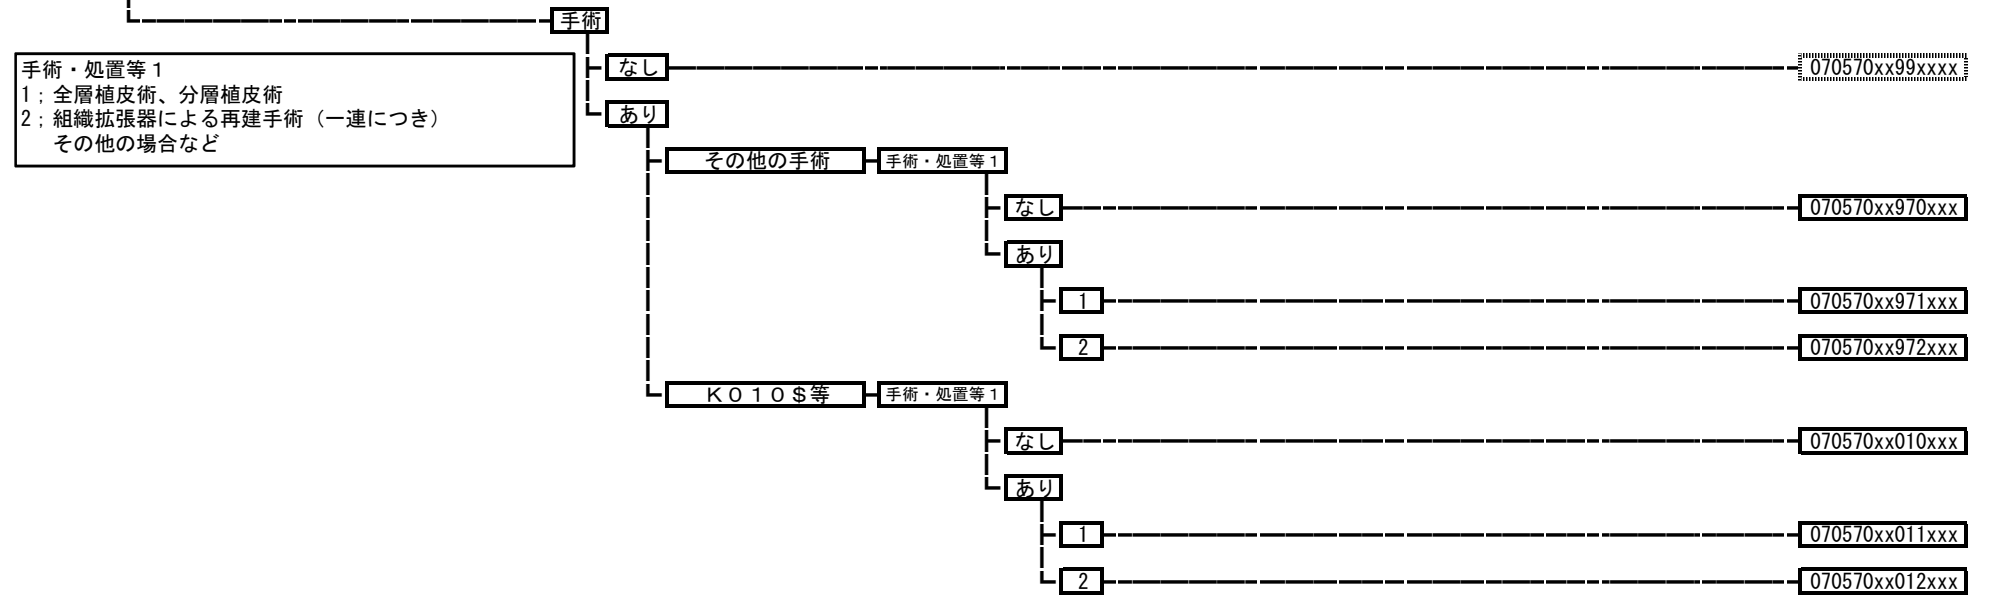 手術
なし 070570xx99xxxx
手術・処置等１
1；全層植皮術、分層植皮術
2；組織拡張器による再建手術（一連につき）
その他の場合など
あり
その他の手術 手術・処置等１
なし 070570xx970xxx
あり
1 070570xx971xxx
2 070570xx972xxx
Ｋ０１０＄等 手術・処置等１
なし 070570xx010xxx
あり
1 070570xx011xxx
2 070570xx012xxx